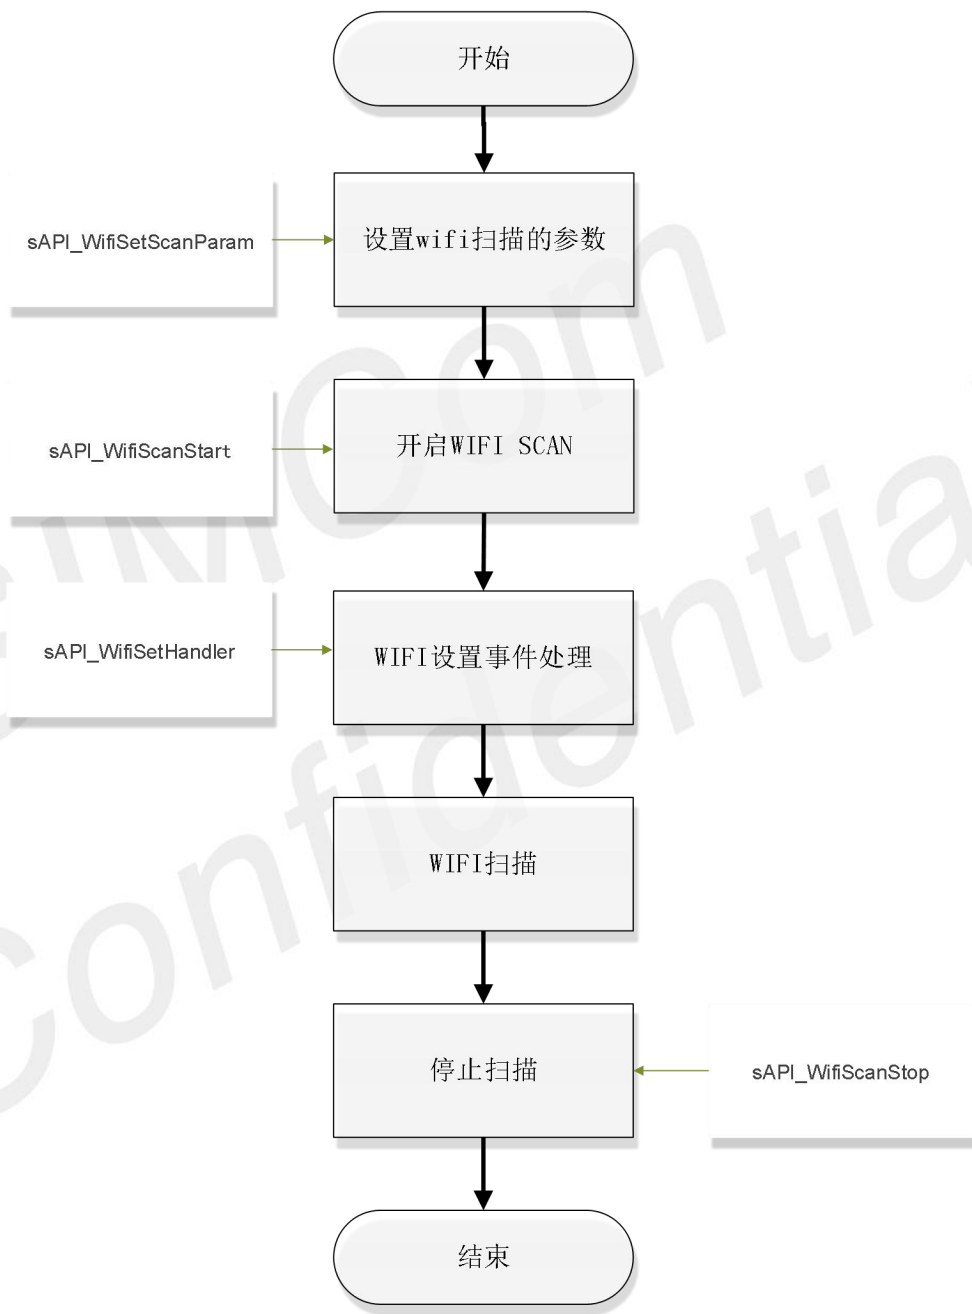 开始
sAPI_WifiSetScanParam
设置wifi扫描的参数
sAPI_WifiScanStart
开启WIFI SCAN
sAPI_WifiSetHandler
WIFI设置事件处理
WIFI扫描
停止扫描
sAPI_WifiScanStop
结束
SIMCom
Confidential